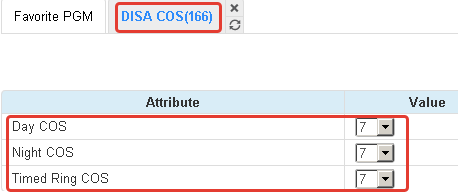 Favorite PGM DISA COS(166)
Attribute Value
Day COS 7
Night COS 7
Timed Ring COS 7